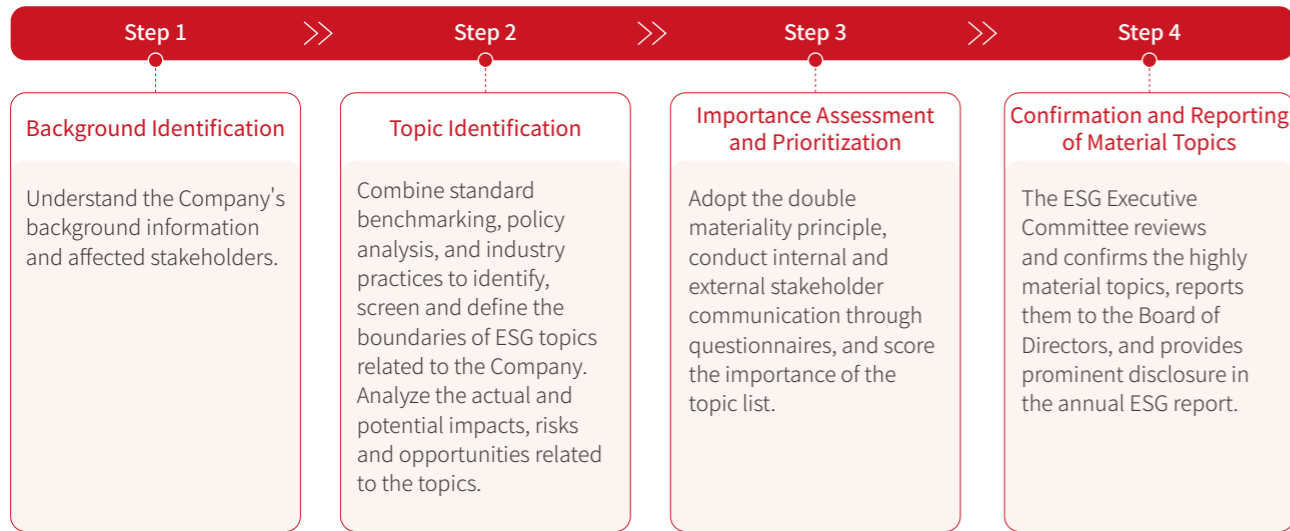 Step 1
Step 2
Step 3
Step 4
Background Identification
Understand the Company's
background information
and affected stakeholders.
Topic Identification
Combine standard
benchmarking, policy
analysis, and industry
practices to identify,
screen and define the
boundaries of ESG topics
related to the Company.
Analyze the actual and
potential impacts, risks
and opportunities related
to the topics.
Importance Assessment
and Prioritization
Adopt the double
materiality principle,
conduct internal and
external stakeholder
communication through
questionnaires, and score
the importance of the
topic list.
Confirmation and Reporting
of Material Topics
The ESG Executive
Committee reviews
and confirms the highly
material topics, reports
them to the Board of
Directors, and provides
prominent disclosure in
the annual ESG report.